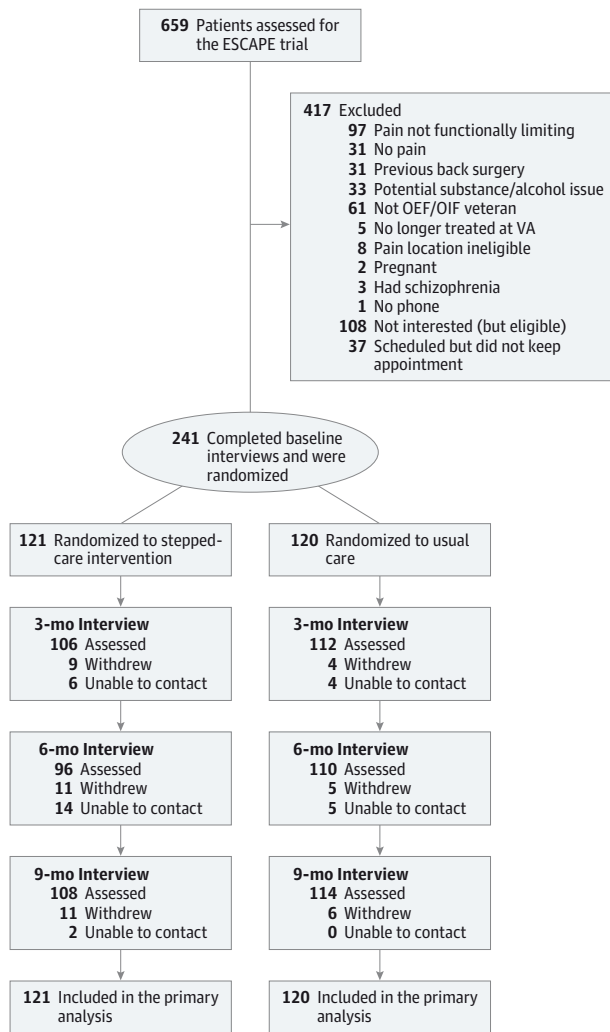 659 Patients assessed for
the ESCAPE trial
417 Excluded
97 Pain not functionally limiting
31 No pain
31 Previous back surgery
33 Potential substance/alcohol issue
61 Not OEF/OIF veteran
5 No longer treated at VA
8 Pain location ineligible
2 Pregnant
3 Had schizophrenia
1 No phone
108 Not interested (but eligible)
37 Scheduled but did not keep
appointment
241 Completed baseline
interviews and were
randomized
121 Randomized to stepped-
care intervention
120 Randomized to usual
care
3-mo Interview
106 Assessed
9 Withdrew
6 Unable to contact
3-mo Interview
112 Assessed
4 Withdrew
4 Unable to contact
6-mo Interview
96 Assessed
11 Withdrew
14 Unable to contact
6-mo Interview
110 Assessed
5 Withdrew
5 Unable to contact
9-mo Interview
108 Assessed
11 Withdrew
2 Unable to contact
9-mo Interview
114 Assessed
6 Withdrew
0 Unable to contact
121 Included in the primary
analysis
120 Included in the primary
analysis